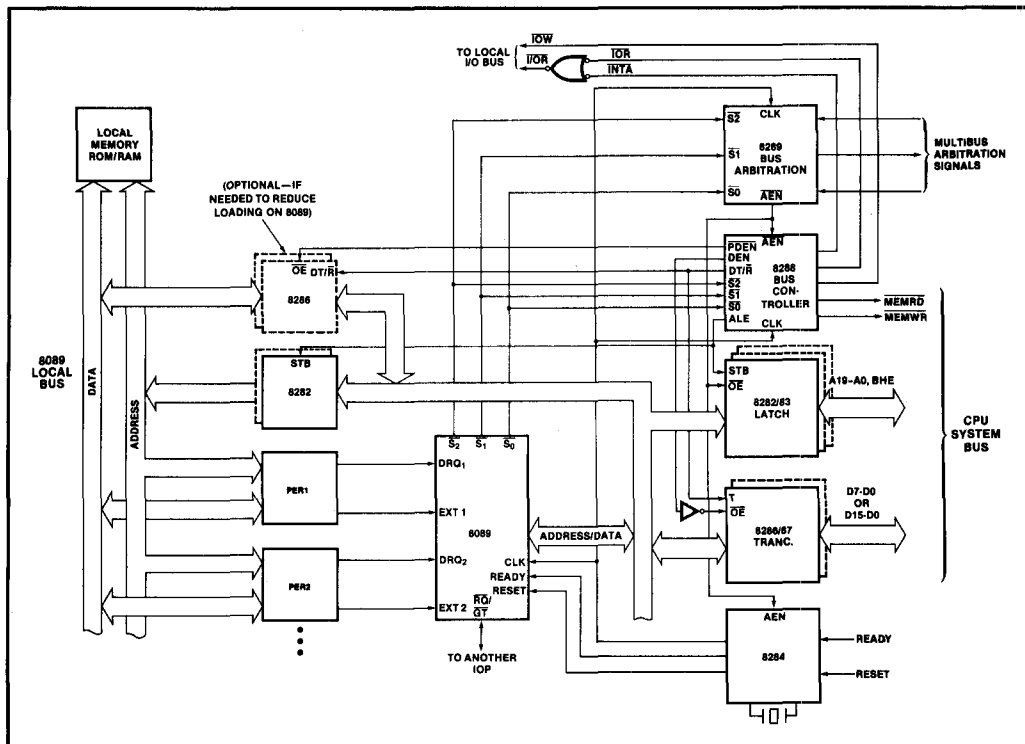 TO LOCAL
I/O BUS
IOW
I/OR
IOR
INTA
LOCAL
MEMORY
ROM/RAM
(OPTIONAL—IF
NEEDED TO REDUCE
LOADING ON 8089)
CLK
S2
S1
S0
8289
BUS
ARBITRATION
AEN
MULTIBUS
ARBITRATION
SIGNALS
OE
DT/R
8286
AEN
PDEN
DEN
DT/R
S2
S1
S0
ALE
8288
BUS
CON-
TROLLER
CLK
MEMRD
MEMWR
8089
LOCAL
BUS
DATA
ADDRESS
STB
8282
STB
OE
8282/83
LATCH
A19-A0, BHE
CPU
SYSTEM
BUS
S2
S1
S0
DRQ1
EXT 1
DRQ2
EXT 2
8089
CLK
READY
RESET
RQ/
GT
ADDRESS/DATA
PER1
PER2
T
OE
8286/87
TRANC.
D7-D0
OR
D15-D0
TO ANOTHER
IOP
AEN
8284
READY
RESET